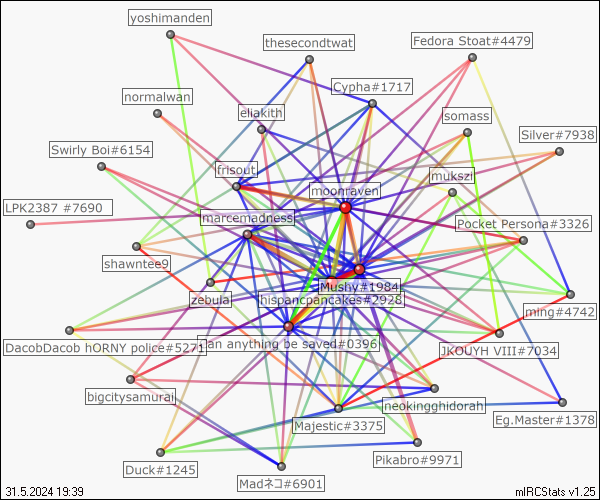 yoshimanden
thesecondtwat
Fedora Stoat#4479
Cypha#1717
normalwan
eliakith
somass
Silver#7938
Swirly Boi#6154
frisout
mukszi
moonraven
LPK2387 #7690
marcemadness
Pocket Persona#3326
shawntee9
Mushy#1984
zebula
hispancpancakes#2928
ming#4742
DacobDacob hORNY police#5271
can anything be saved#0396
JKOUYH VIII#7034
bigcitysamurai
neokingghidorah
Majestic#3375
Eg.Master#1378
Duck#1245
Pikabro#9971
Madネコ#6901
31.5.2024 19:39
mIRCStats v1.25